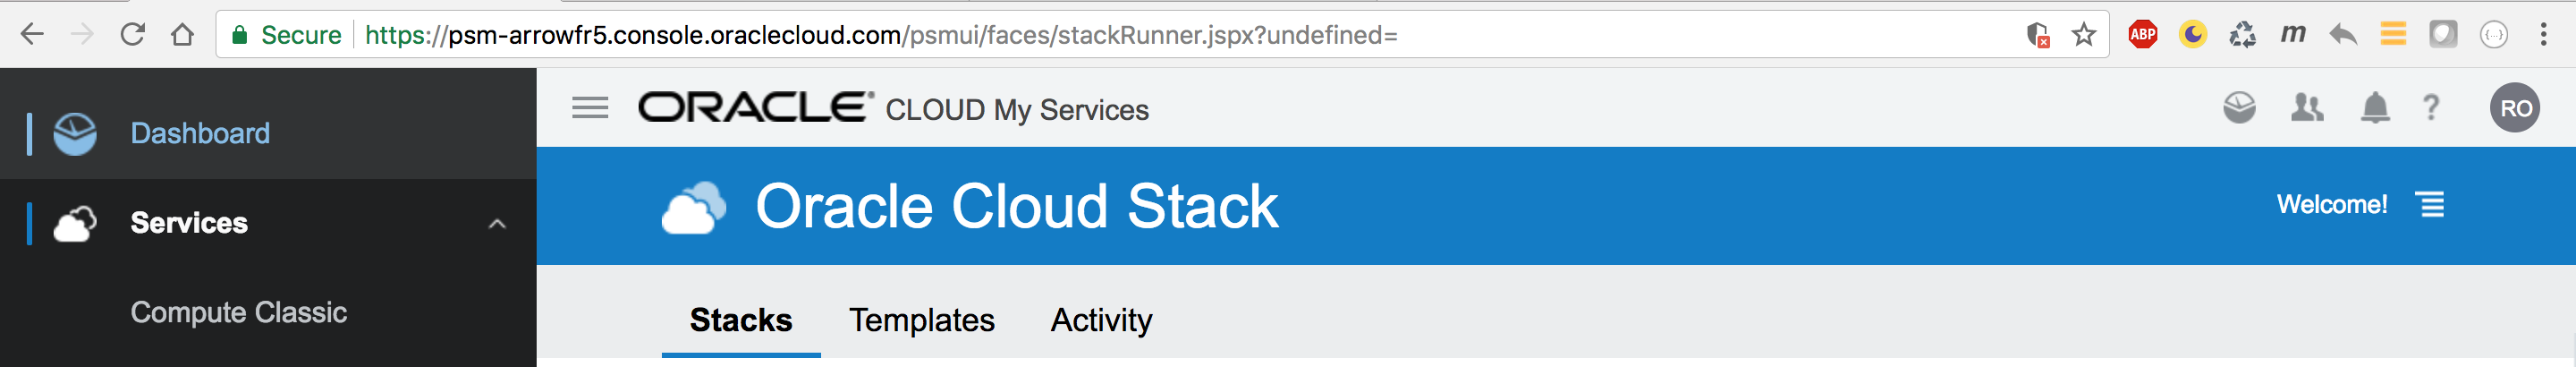 Secure https://psm-arrowfr5.console.oraclecloud.com/psmui/faces/stackRunner.jspx?undefined=
ABP
m
{...}
Dashboard
ORACLE® CLOUD My Services
?
RO
Services
Oracle Cloud Stack
Welcome!
Compute Classic
Stacks Templates Activity